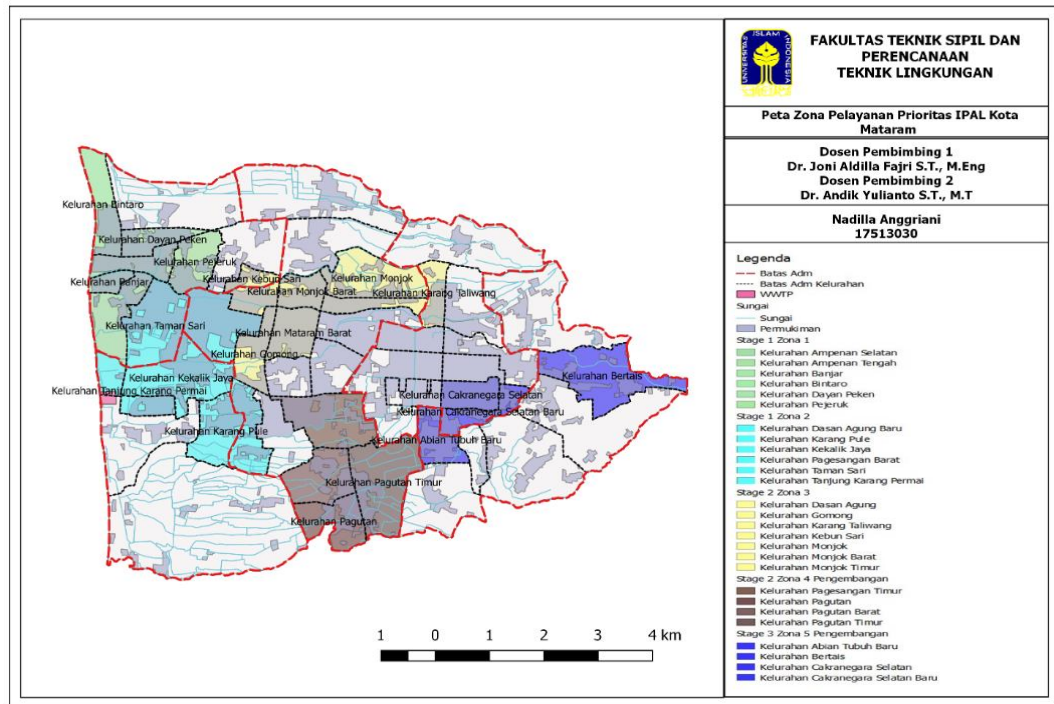 UNIVERSITAS ISLAM INDONESIA
FAKULTAS TEKNIK SIPIL DAN
PERENCANAAN
TEKNIK LINGKUNGAN
Peta Zona Pelayanan Prioritas IPAL Kota
Mataram
Dosen Pembimbing 1
Dr. Joni Aldilla Fajri S.T., M.Eng
Dosen Pembimbing 2
Dr. Andik Yulianto S.T., M.T
Nadilla Anggriani
17513030
Legenda
Batas Adm
Batas Adm Kelurahan
WWTP
Sungai
Sungai
Permukiman
Stage 1 Zona 1
Kelurahan Ampenan Selatan
Kelurahan Ampenan Tengah
Kelurahan Banjar
Kelurahan Bintaro
Kelurahan Dayan Peken
Kelurahan Pejeruk
Stage 1 Zona 2
Kelurahan Dasan Agung Baru
Kelurahan Karang Pule
Kelurahan Kekalik Jaya
Kelurahan Pagesangan Barat
Kelurahan Taman Sari
Kelurahan Tanjung Karang Permai
Stage 2 Zona 3
Kelurahan Dasan Agung
Kelurahan Gomong
Kelurahan Karang Taliwang
Kelurahan Kebun Sari
Kelurahan Monjok
Kelurahan Monjok Barat
Kelurahan Monjok Timur
Stage 2 Zona 4 Pengembangan
Kelurahan Pagesangan Timur
Kelurahan Pagutan
Kelurahan Pagutan Barat
Kelurahan Pagutan Timur
Stage 3 Zona 5 Pengembangan
Kelurahan Abian Tubuh Baru
Kelurahan Bertais
Kelurahan Cakranegara Selatan
Kelurahan Cakranegara Selatan Baru
Kelurahan Bintaro
Kelurahan Dayan Peken
Kelurahan Pejeruk
Kelurahan Kebun Sari
Kelurahan Monjok
Kelurahan Banjar
Kelurahan Monjok Barat
Kelurahan Karang Taliwang
Kelurahan Taman Sari
Kelurahan Mataram Barat
Kelurahan Gomong
Kelurahan Kekalik Jaya
Kelurahan Bertais
Kelurahan Tanjung Karang Permai
Kelurahan Cakranegara Selatan
Kelurahan Cakranegara Selatan Baru
Kelurahan Karang Pule
Kelurahan Abian Tubuh Baru
Kelurahan Pagutan Timur
Kelurahan Pagutan
1 0 1 2 3 4 km